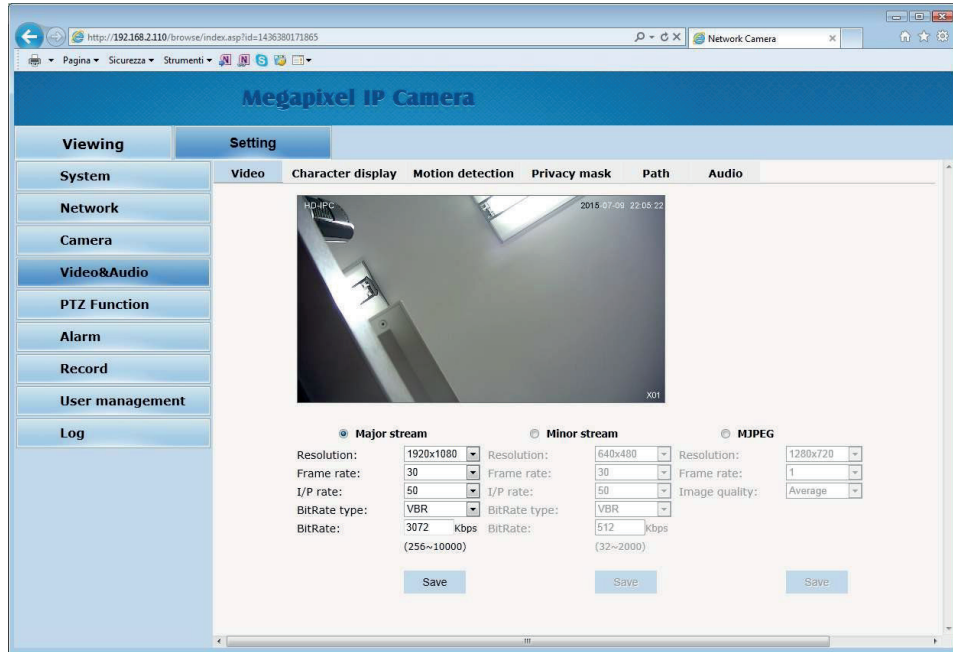 http://192.168.2.110/browse/index.asp?id=1436380171865
Network Camera
Pagina Sicurezza Strumenti
Megapixel IP Camera
Viewing Setting
System
Network
Camera
Video&Audio
PTZ Function
Alarm
Record
User management
Log
Video Character display Motion detection Privacy mask Path Audio
HD-IPC 2015-07-09 22:05:22
X01
Major stream Minor stream MJPEG
Resolution: 1920x1080 Resolution: 640x480 Resolution: 1280x720
Frame rate: 30 Frame rate: 30 Frame rate: 1
I/P rate: 50 I/P rate: 50 Image quality: Average
BitRate type: VBR BitRate type: VBR
BitRate: 3072 Kbps BitRate: 512 Kbps
(256~10000) (32~2000)
Save Save Save